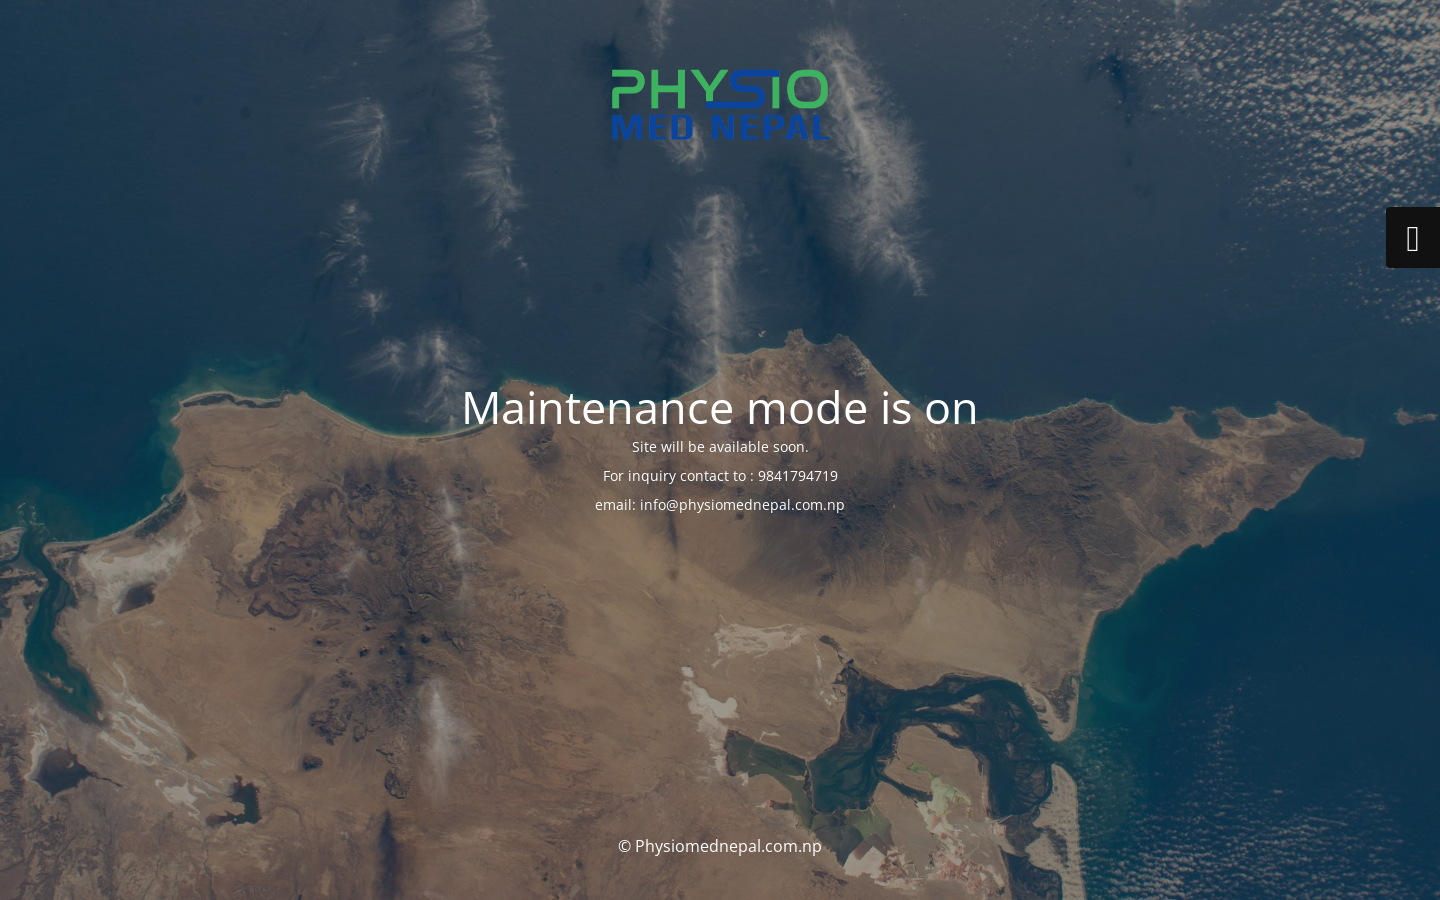 PHYSIO
MED NEPAL
Maintenance mode is on
Site will be available soon.
For inquiry contact to : 9841794719
email: info@physiomednepal.com.np
© Physiomednepal.com.np